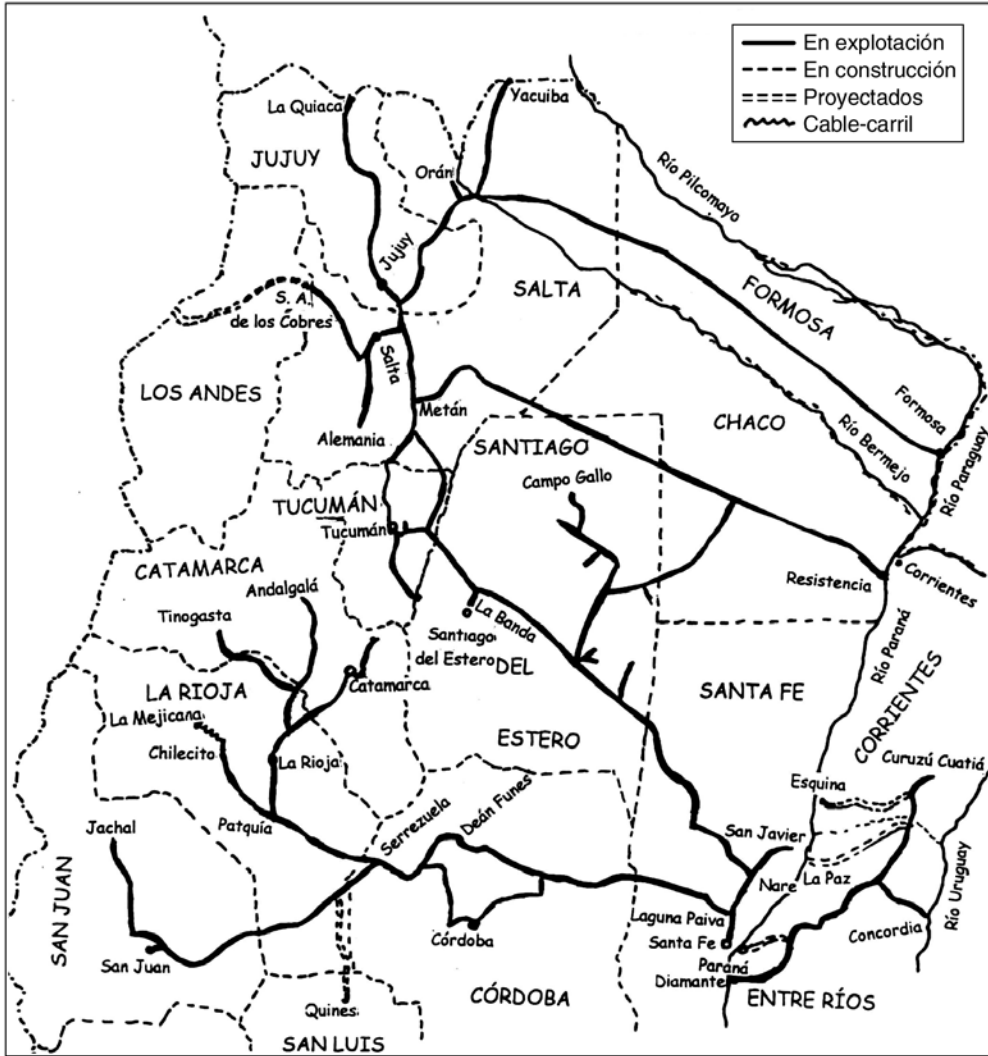 En explotación
En construcción
Proyectados
Cable-carril
La Quiaca
Yacuiba
JUJUY
Orán
Río Pilcomayo
Jujuy
SALTA
FORMOSA
S. A.
de los Cobres
Salta
LOS ANDES
Metán
CHACO
Formosa
Río Bermejo
Río Paraguay
Alemania
SANTIAGO
Campo Gallo
TUCUMÁN
Tucumán
CATAMARCA
Andalgalá
Resistencia
Corrientes
Tinogasta
La Banda
Santiago
del Estero
DEL
Catamarca
Río Paraná
LA RIOJA
SANTA FE
CORRIENTES
La Mejicana
ESTERO
Chilecito
La Rioja
Curuzú Cuatiá
Esquina
Serrezuela
Deán Funes
Jachal
Patquía
San Javier
SAN JUAN
Nare
La Paz
Río Uruguay
Laguna Paiva
Concordia
Córdoba
Santa Fe
San Juan
Paraná
Diamante
Quines
CÓRDOBA
ENTRE RÍOS
SAN LUIS